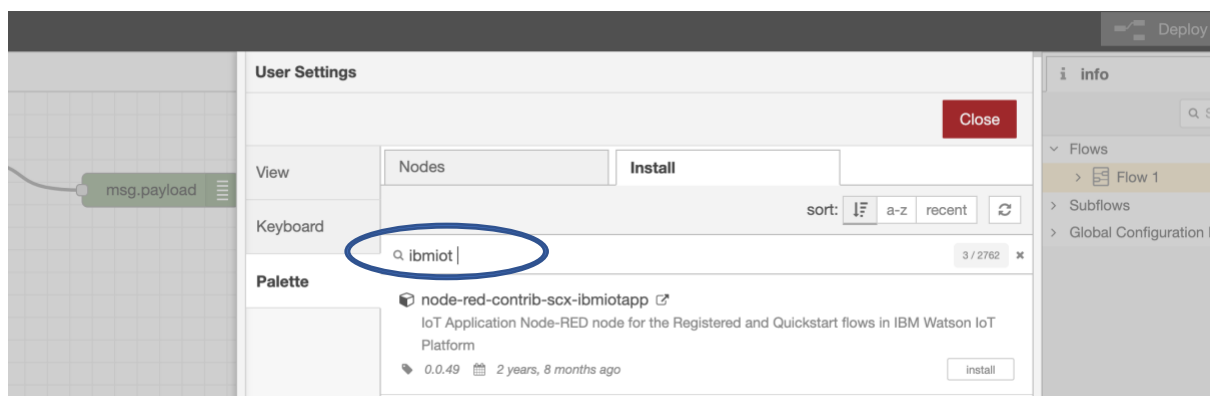 Deploy
User Settings
info
Close
Nodes
Install
View
Flows
msg.payload
Flow 1
sort:
a-z
recent
Subflows
Keyboard
Global Configuration
ibmiot
3 / 2762
Palette
node-red-contrib-scx-ibmiotapp
IoT Application Node-RED node for the Registered and Quickstart flows in IBM Watson IoT
Platform
0.0.49
2 years, 8 months ago
install